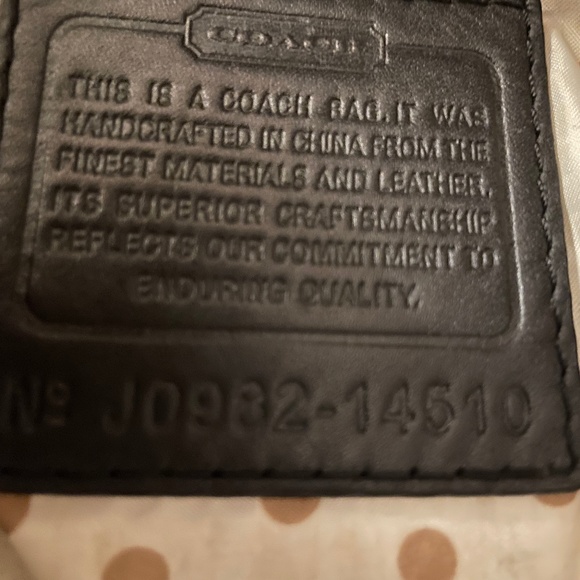 COACH
THIS IS A COACH BAG. IT WAS
HANDCRAFTED IN CHINA FROM THE
FINEST MATERIALS AND LEATHER.
ITS SUPERIOR CRAFTSMANSHIP
REFLECTS OUR COMMITMENT TO
ENDURING QUALITY.
Nº J0982-14510